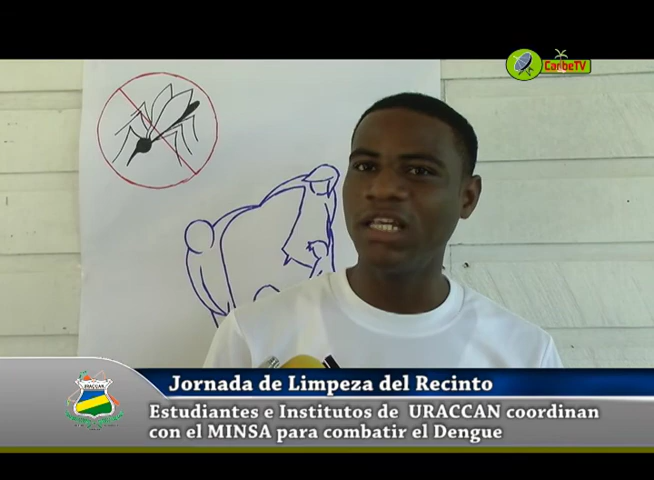 CaribeTV
URACCAN
Jornada de Limpeza del Recinto
Estudiantes e Institutos de URACCAN coordinan
con el MINSA para combatir el Dengue